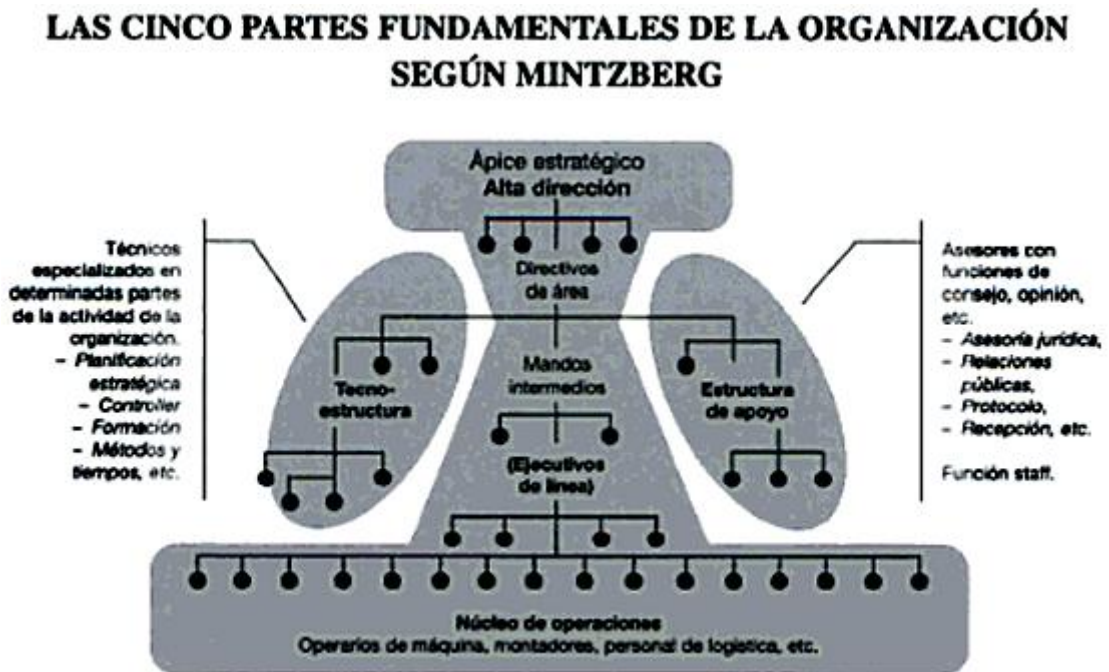 LAS CINCO PARTES FUNDAMENTALES DE LA ORGANIZACIÓN
SEGÚN MINTZBERG
Ápice estratégico
Alta dirección
Directivos
de área
Técnicos
especializados en
determinadas partes
de la actividad de la
organización.
– Planificación
estratégica
– Controller
– Formación
– Métodos y
tiempos, etc.
Tecno-
estructura
Mandos
intermedios
(Ejecutivos
de línea)
Estructura
de apoyo
Asesores con
funciones de
consejo, opinión,
etc.
– Asesoría jurídica,
– Relaciones
públicas,
– Protocolo,
– Recepción, etc.
Función staff.
Núcleo de operaciones
Operarios de máquina, montadores, personal de logística, etc.